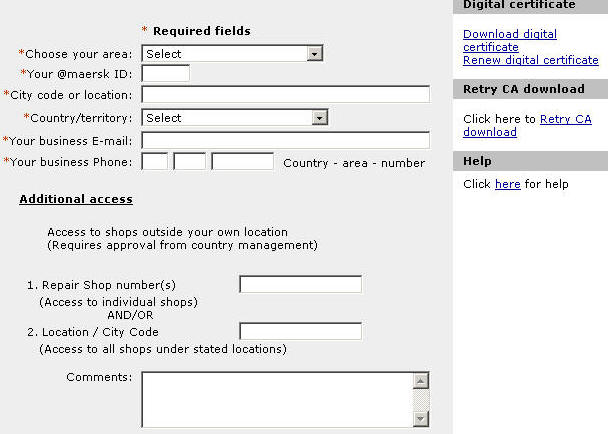 * Required fields
*Choose your area: Select
*Your @maersk ID:
*City code or location:
*Country/territory: Select
*Your business E-mail:
*Your business Phone: Country - area - number
Additional access
Access to shops outside your own location
(Requires approval from country management)
1. Repair Shop number(s)
(Access to individual shops)
AND/OR
2. Location / City Code
(Access to all shops under stated locations)
Comments:
Digital certificate
Download digital
certificate
Renew digital certificate
Retry CA download
Click here to Retry CA
download
Help
Click here for help